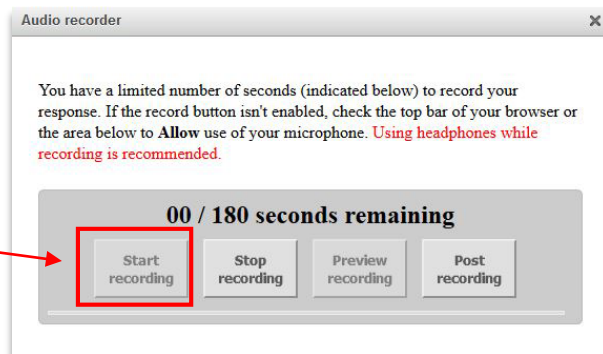 Audio recorder
You have a limited number of seconds (indicated below) to record your
response. If the record button isn't enabled, check the top bar of your browser or
the area below to Allow use of your microphone. Using headphones while
recording is recommended.
00 / 180 seconds remaining
Start recording
Stop recording
Preview recording
Post recording